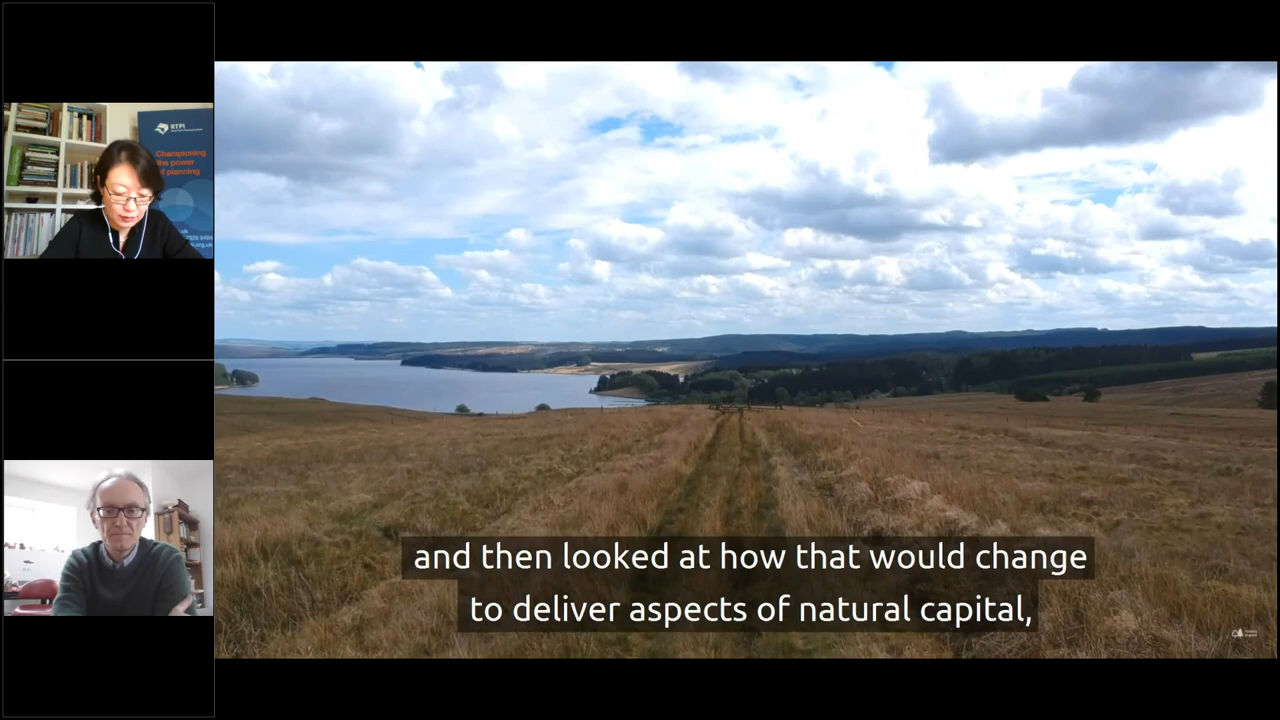 RTPI
Championing
the power
of planning
and then looked at how that would change
to deliver aspects of natural capital,